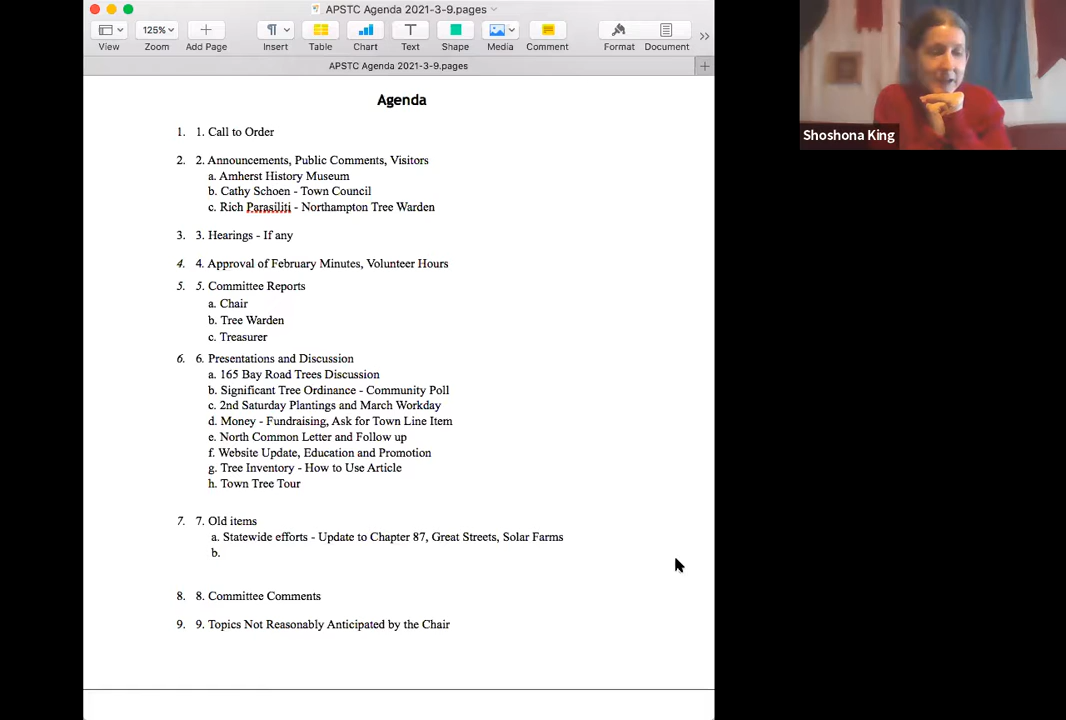 APSTC Agenda 2021-3-9.pages
125%
View Zoom Add Page Insert Table Chart Text Shape Media Comment Format Document
APSTC Agenda 2021-3-9.pages
Agenda
1. 1. Call to Order
2. 2. Announcements, Public Comments, Visitors
a. Amherst History Museum
b. Cathy Schoen - Town Council
c. Rich Parasiliti - Northampton Tree Warden
3. 3. Hearings - If any
4. 4. Approval of February Minutes, Volunteer Hours
5. 5. Committee Reports
a. Chair
b. Tree Warden
c. Treasurer
6. 6. Presentations and Discussion
a. 165 Bay Road Trees Discussion
b. Significant Tree Ordinance - Community Poll
c. 2nd Saturday Plantings and March Workday
d. Money - Fundraising, Ask for Town Line Item
e. North Common Letter and Follow up
f. Website Update, Education and Promotion
g. Tree Inventory - How to Use Article
h. Town Tree Tour
7. 7. Old items
a. Statewide efforts - Update to Chapter 87, Great Streets, Solar Farms
b.
8. 8. Committee Comments
9. 9. Topics Not Reasonably Anticipated by the Chair
Shoshona King